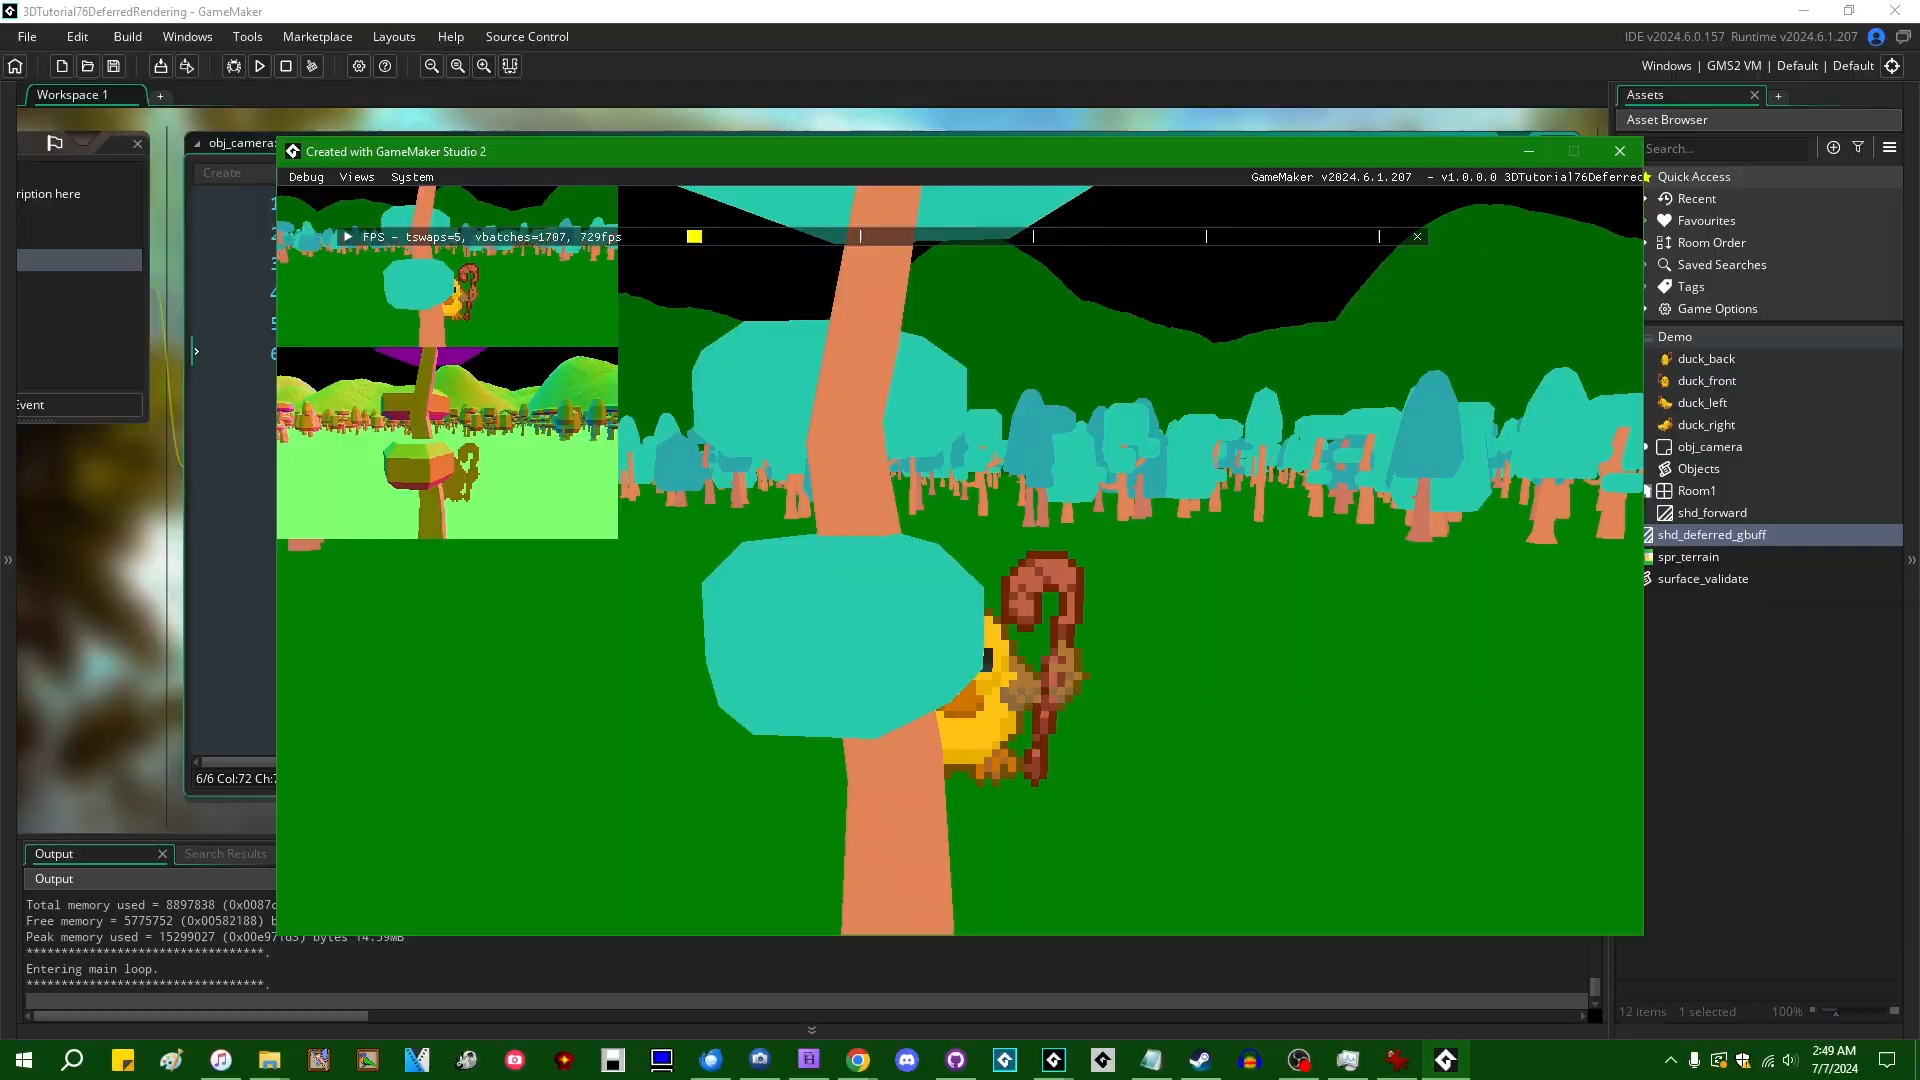 3DTutorial76DeferredRendering - GameMaker
File Edit Build Windows Tools Marketplace Layouts Help Source Control
IDE v2024.6.0.157 Runtime v2024.6.1.207
Windows | GMS2 VM | Default | Default
Workspace 1
Assets
Asset Browser
Search...
obj_camera:
Create
Created with GameMaker Studio 2
Debug Views System
GameMaker v2024.6.1.207 - v1.0.0.0 3DTutorial76Deferred
FPS - tswaps=5, vbatches=1707, 729fps
ription here
Event
6/6 Col:72 Ch:
Quick Access
Recent
Favourites
Room Order
Saved Searches
Tags
Game Options
Demo
duck_back
duck_front
duck_left
duck_right
obj_camera
Objects
Room1
shd_forward
shd_deferred_gbuff
spr_terrain
surface_validate
12 items 1 selected 100%
Output
Search Results
Output
Total memory used = 8897838 (0x0087c
Free memory = 5775752 (0x00582188) b
Peak memory used = 15299027 (0x00e971d3) bytes 14.59MB
**********************************.
Entering main loop.
**********************************.
2:49 AM
7/7/2024